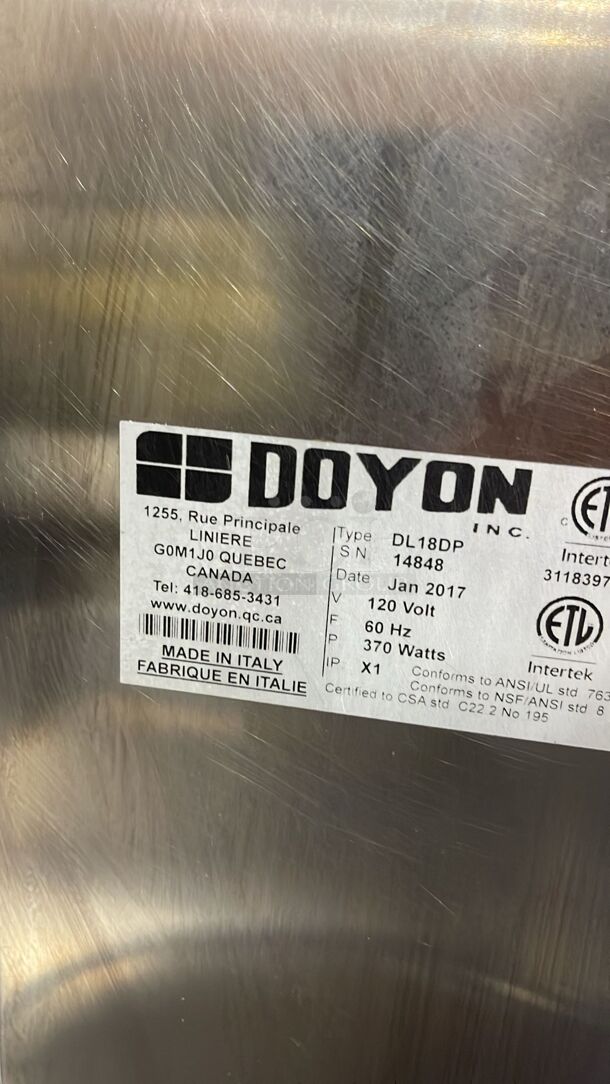 DOYON
INC.
1255, Rue Principale
LINIERE
G0M1J0 QUEBEC
CANADA
Tel: 418-685-3431
www.doyon.qc.ca
MADE IN ITALY
FABRIQUE EN ITALIE
Type DL18DP
S N 14848
Date Jan 2017
V 120 Volt
F 60 Hz
P 370 Watts
IP X1
Conforms to ANSI/UL std 763
Conforms to NSF/ANSI std 8
Certified to CSA std C22.2 No 195
C
3118397
ETL
Intertek